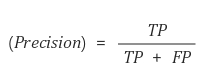 (Precision) = TP / TP + FP